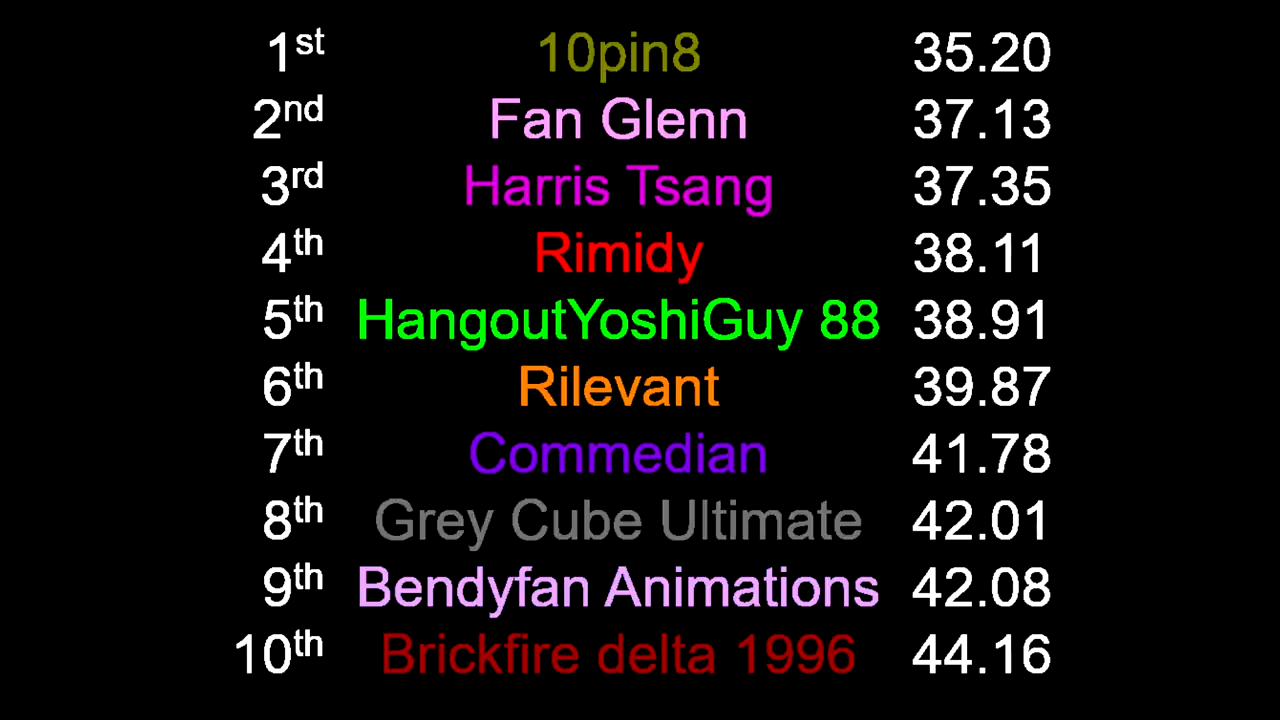 1st 10pin8 35.20
2nd Fan Glenn 37.13
3rd Harris Tsang 37.35
4th Rimidy 38.11
5th HangoutYoshiGuy 88 38.91
6th Rilevant 39.87
7th Commedian 41.78
8th Grey Cube Ultimate 42.01
9th Bendyfan Animations 42.08
10th Brickfire delta 1996 44.16